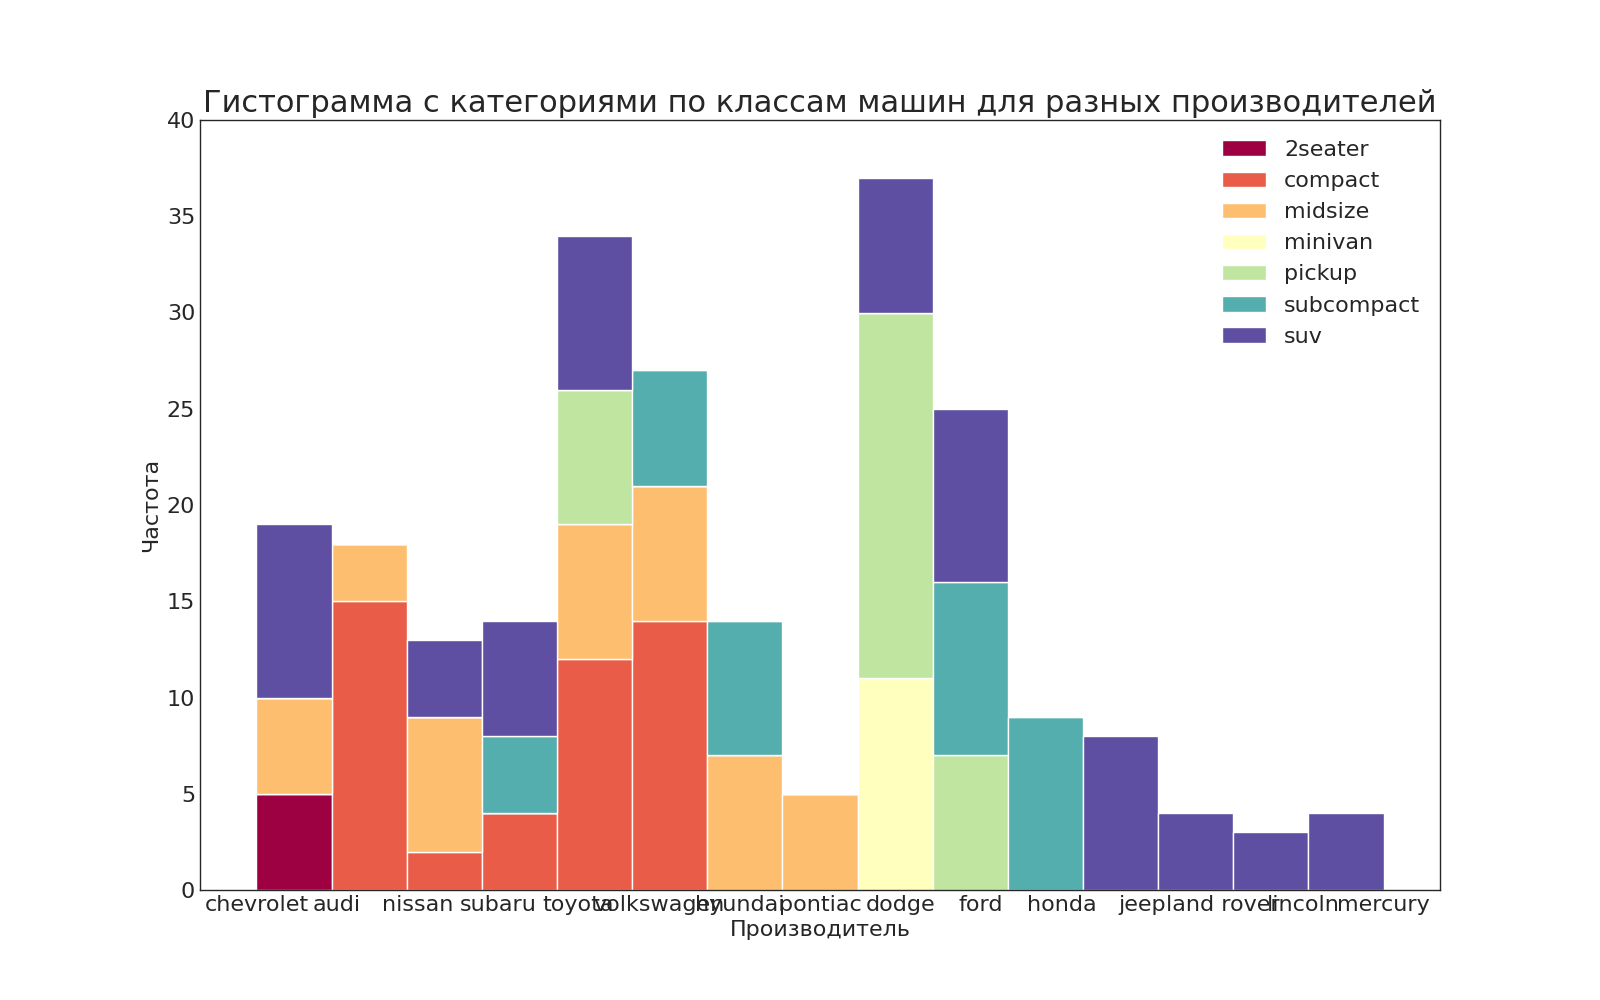 Гистограмма с категориями по классам машин для разных производителей
40
35
30
25
20
15
10
5
0
Частота
2seater
compact
midsize
minivan
pickup
subcompact
suv
chevrolet audi nissan subaru toyota volkswagen hyundai pontiac dodge ford honda jeep land rover lincoln mercury
Производитель